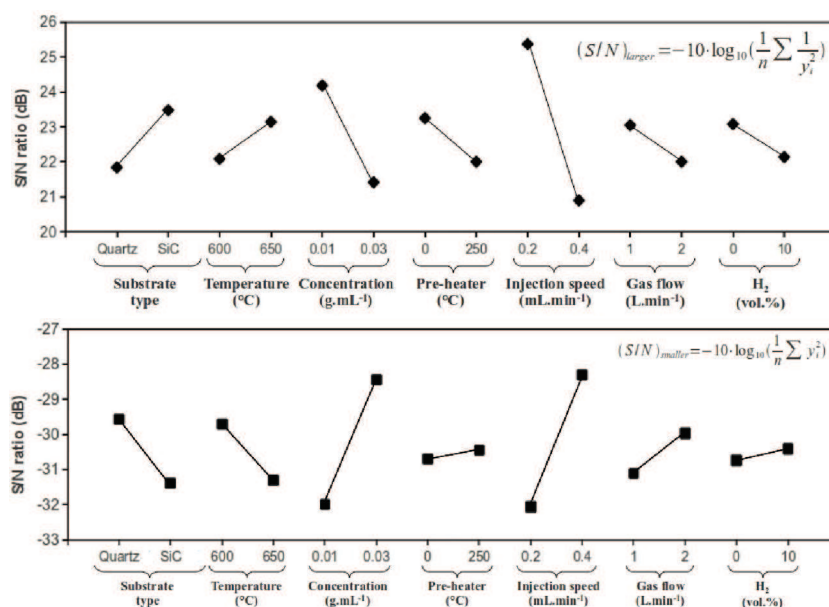 26
25
24
23
22
21
20
S/N ratio (dB)
(S/N)larger=−10·log10(1/n ∑ 1/yi²)
Quartz SiC 600 650 0.01 0.03 0 250 0.2 0.4 1 2 0 10
Substrate Temperature Concentration Pre-heater Injection speed Gas flow H₂
type (°C) (g.mL⁻¹) (°C) (mL.min⁻¹) (L.min⁻¹) (vol.%)
-27
-28
-29
-30
-31
-32
-33
S/N ratio (dB)
(S/N)smaller=−10·log10(1/n ∑ yi²)
Quartz SiC 600 650 0.01 0.03 0 250 0.2 0.4 1 2 0 10
Substrate Temperature Concentration Pre-heater Injection speed Gas flow H₂
type (°C) (g.mL⁻¹) (°C) (mL.min⁻¹) (L.min⁻¹) (vol.%)